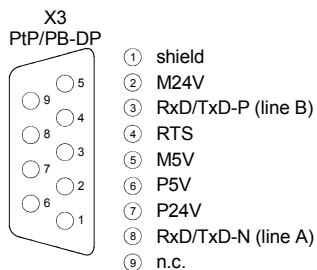 X3
PtP/PB-DP
5
9
4
8
3
7
2
6
1
1 shield
2 M24V
3 RxD/TxD-P (line B)
4 RTS
5 M5V
6 P5V
7 P24V
8 RxD/TxD-N (line A)
9 n.c.